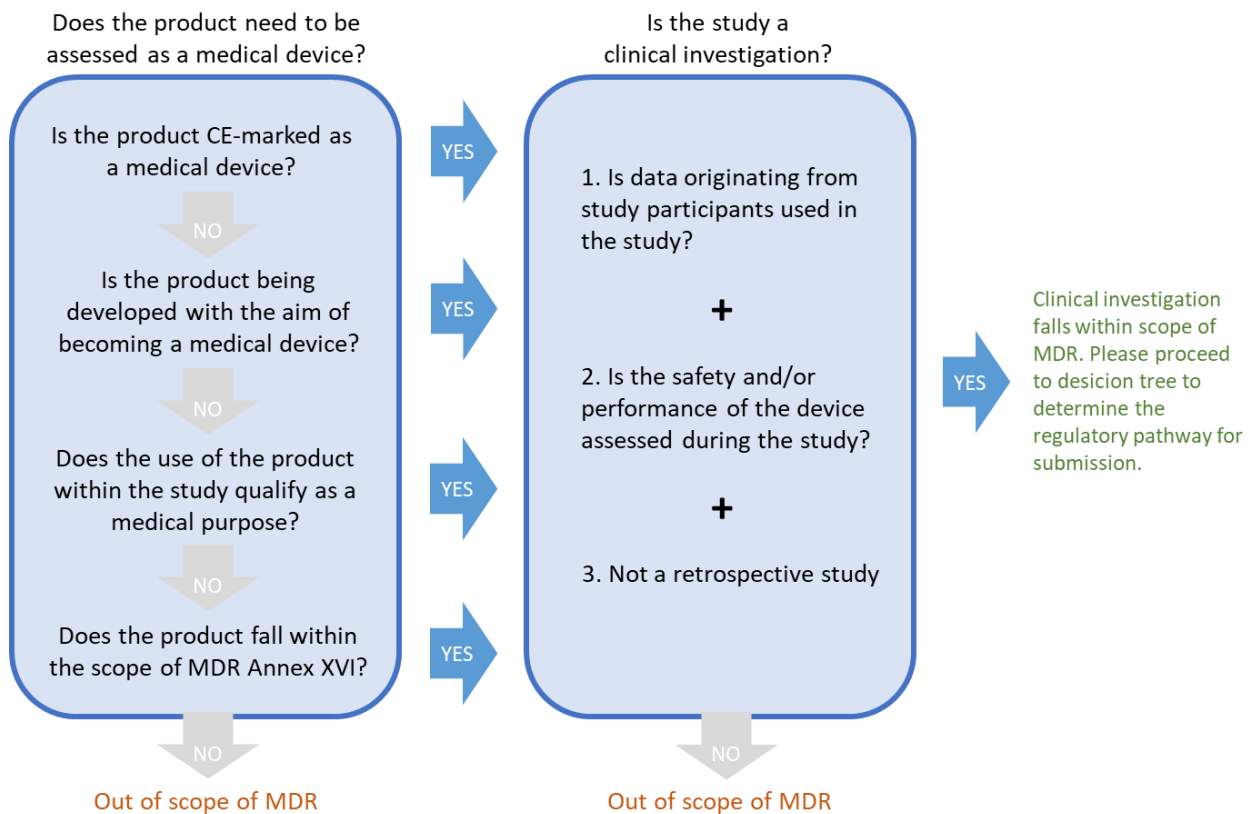 Does the product need to be
assessed as a medical device?
Is the product CE-marked as
a medical device?
YES
NO
Is the product being
developed with the aim of
becoming a medical device?
YES
NO
Does the use of the product
within the study qualify as a
medical purpose?
YES
NO
Does the product fall within
the scope of MDR Annex XVI?
YES
NO
Out of scope of MDR
Is the study a
clinical investigation?
1. Is data originating from
study participants used in
the study?
+
2. Is the safety and/or
performance of the device
assessed during the study?
+
3. Not a retrospective study
NO
Out of scope of MDR
YES
Clinical investigation
falls within scope of
MDR. Please proceed
to desicion tree to
determine the
regulatory pathway for
submission.